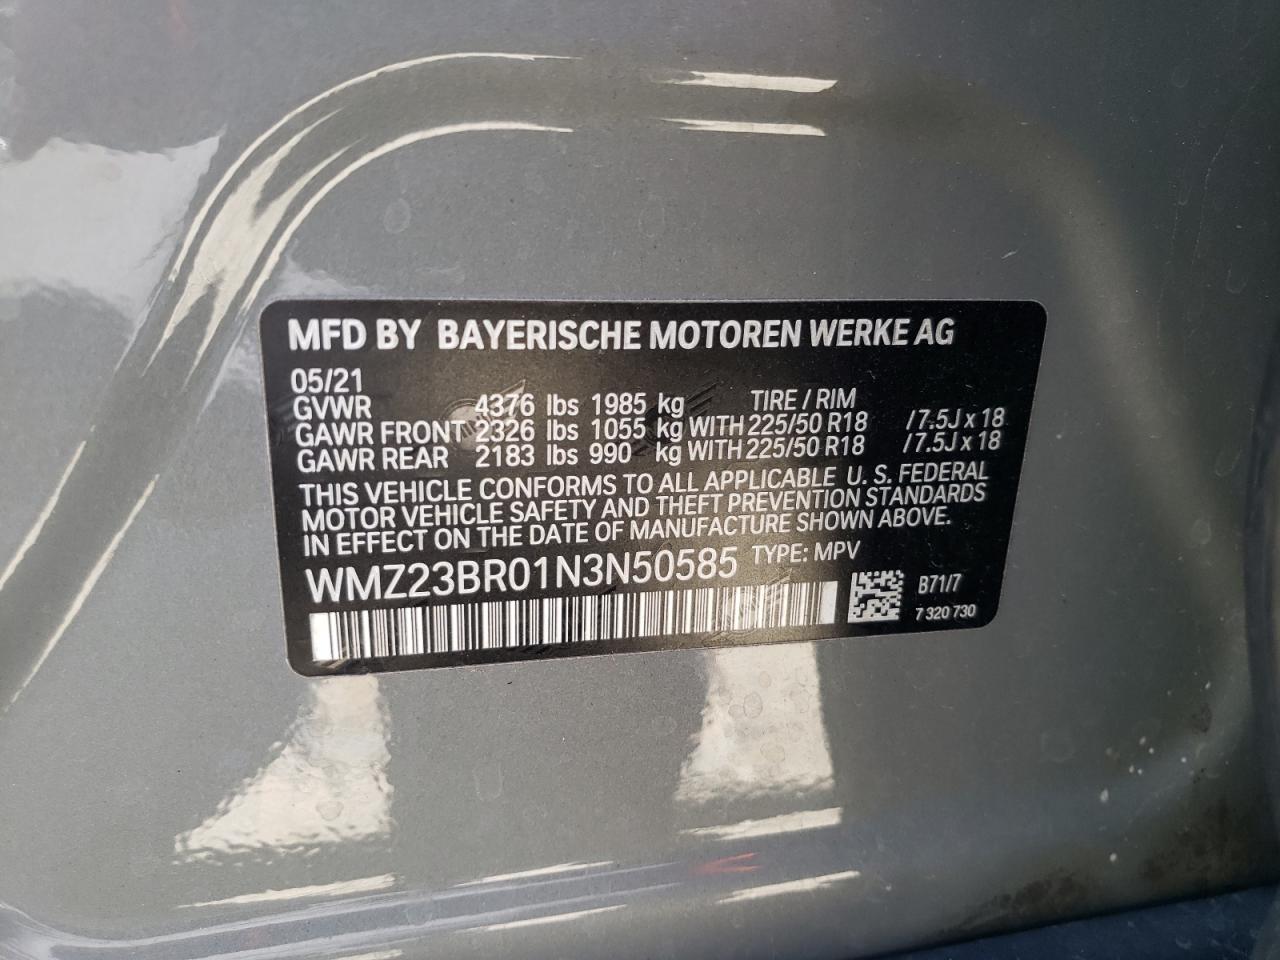 MFD BY BAYERISCHE MOTOREN WERKE AG
05/21
GVWR 4376 lbs 1985 kg TIRE / RIM
GAWR FRONT 2326 lbs 1055 kg WITH 225/50 R18 /7.5J x 18
GAWR REAR 2183 lbs 990 kg WITH 225/50 R18 /7.5J x 18
THIS VEHICLE CONFORMS TO ALL APPLICABLE U. S. FEDERAL
MOTOR VEHICLE SAFETY AND THEFT PREVENTION STANDARDS
IN EFFECT ON THE DATE OF MANUFACTURE SHOWN ABOVE.
WMZ23BR01N3N50585 TYPE: MPV
B71/7
7 320 730